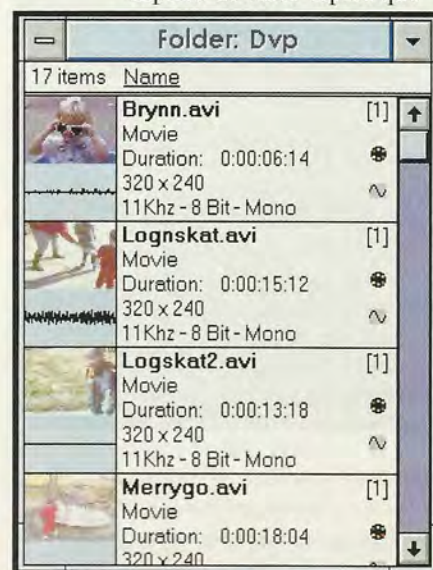 Folder: Dvp
17 items Name
Brynn.avi [1]
Movie
Duration: 0:00:06:14
320 x 240
11Khz - 8 Bit - Mono
Lognskat.avi [1]
Movie
Duration: 0:00:15:12
320 x 240
11Khz - 8 Bit - Mono
Logskat2.avi [1]
Movie
Duration: 0:00:13:18
320 x 240
11Khz - 8 Bit - Mono
Merrygo.avi [1]
Movie
Duration: 0:00:18:04
320 x 240